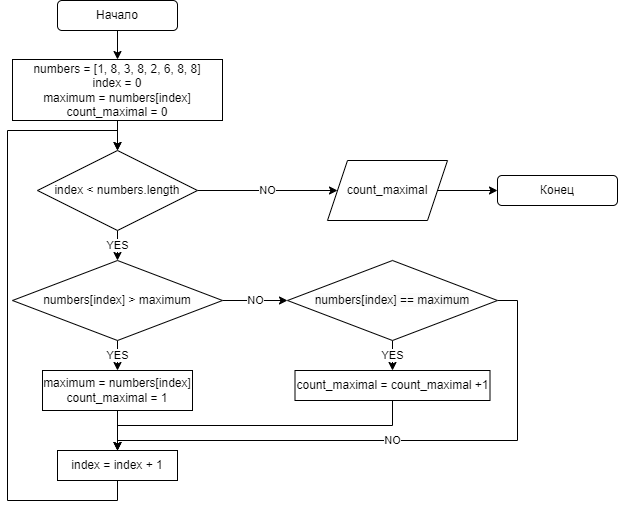 Начало
numbers = [1, 8, 3, 8, 2, 6, 8, 8]
index = 0
maximum = numbers[index]
count_maximal = 0
index < numbers.length
NO
count_maximal
Конец
YES
numbers[index] > maximum
NO
numbers[index] == maximum
YES
YES
maximum = numbers[index]
count_maximal = 1
count_maximal = count_maximal +1
NO
index = index + 1